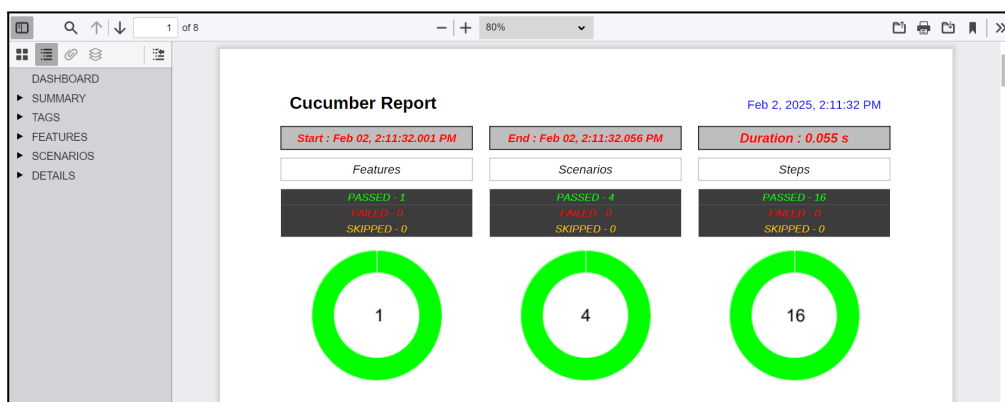 1 of 8
80%
DASHBOARD
SUMMARY
TAGS
FEATURES
SCENARIOS
DETAILS
Cucumber Report
Feb 2, 2025, 2:11:32 PM
Start : Feb 02, 2:11:32.001 PM
End : Feb 02, 2:11:32.056 PM
Duration : 0.055 s
Features
Scenarios
Steps
PASSED - 1
FAILED - 0
SKIPPED - 0
PASSED - 4
FAILED - 0
SKIPPED - 0
PASSED - 16
FAILED - 0
SKIPPED - 0
1
4
16